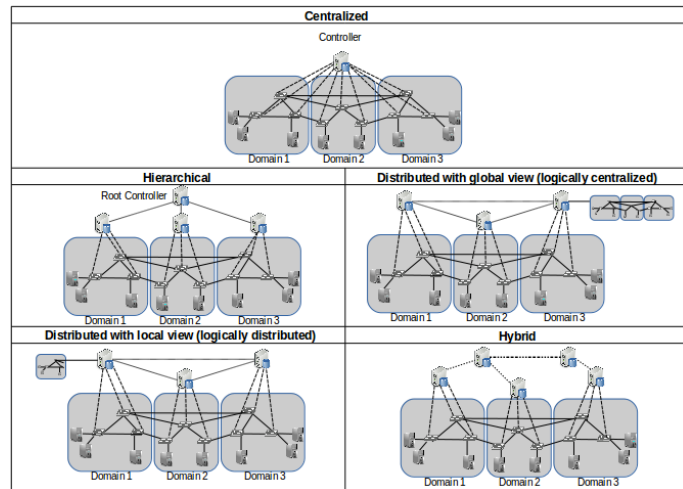 Centralized
Controller
Domain 1 Domain 2 Domain 3
Hierarchical
Root Controller
Domain 1 Domain 2 Domain 3
Distributed with global view (logically centralized)
Domain 1 Domain 2 Domain 3
Distributed with local view (logically distributed)
Domain 1 Domain 2 Domain 3
Hybrid
Domain 1 Domain 2 Domain 3